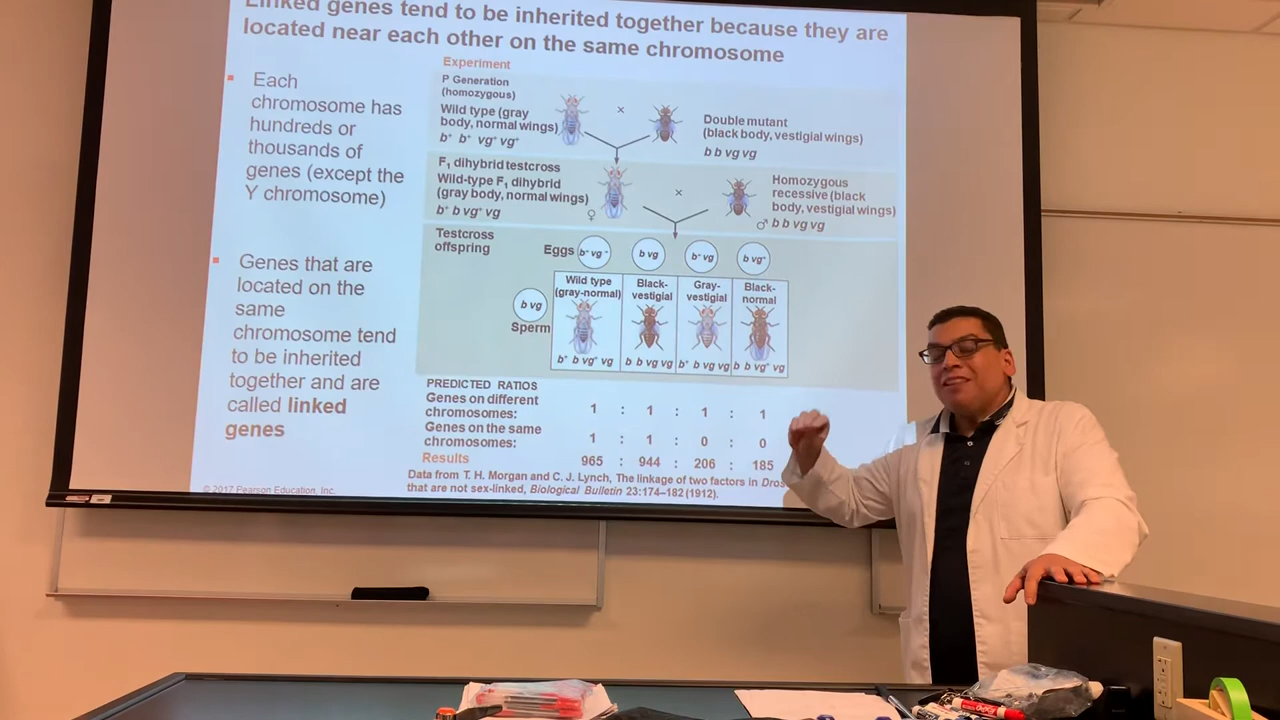 Linked genes tend to be inherited together because they are
located near each other on the same chromosome
Each
chromosome has
hundreds or
thousands of
genes (except the
Y chromosome)
Genes that are
located on the
same
chromosome tend
to be inherited
together and are
called linked
genes
© 2017 Pearson Education, Inc.
Experiment
P Generation
(homozygous)
Wild type (gray
body, normal wings)
b⁺ b⁺ vg⁺ vg⁺
×
Double mutant
(black body, vestigial wings)
b b vg vg
F₁ dihybrid testcross
Wild-type F₁ dihybrid
(gray body, normal wings)
b⁺ b vg⁺ vg
♀
×
Homozygous
recessive (black
body, vestigial wings)
♂ b b vg vg
Testcross
offspring
Eggs b⁺ vg⁺ b vg b⁺ vg b vg⁺
b vg
Sperm
Wild type
(gray-normal)
b⁺ b vg⁺ vg
Black-
vestigial
b b vg vg
Gray-
vestigial
b⁺ b vg vg
Black-
normal
b b vg⁺ vg
PREDICTED RATIOS
Genes on different
chromosomes: 1 : 1 : 1 : 1
Genes on the same
chromosomes: 1 : 1 : 0 : 0
Results 965 : 944 : 206 : 185
Data from T. H. Morgan and C. J. Lynch, The linkage of two factors in Dros
that are not sex-linked, Biological Bulletin 23:174–182 (1912).
EXPO